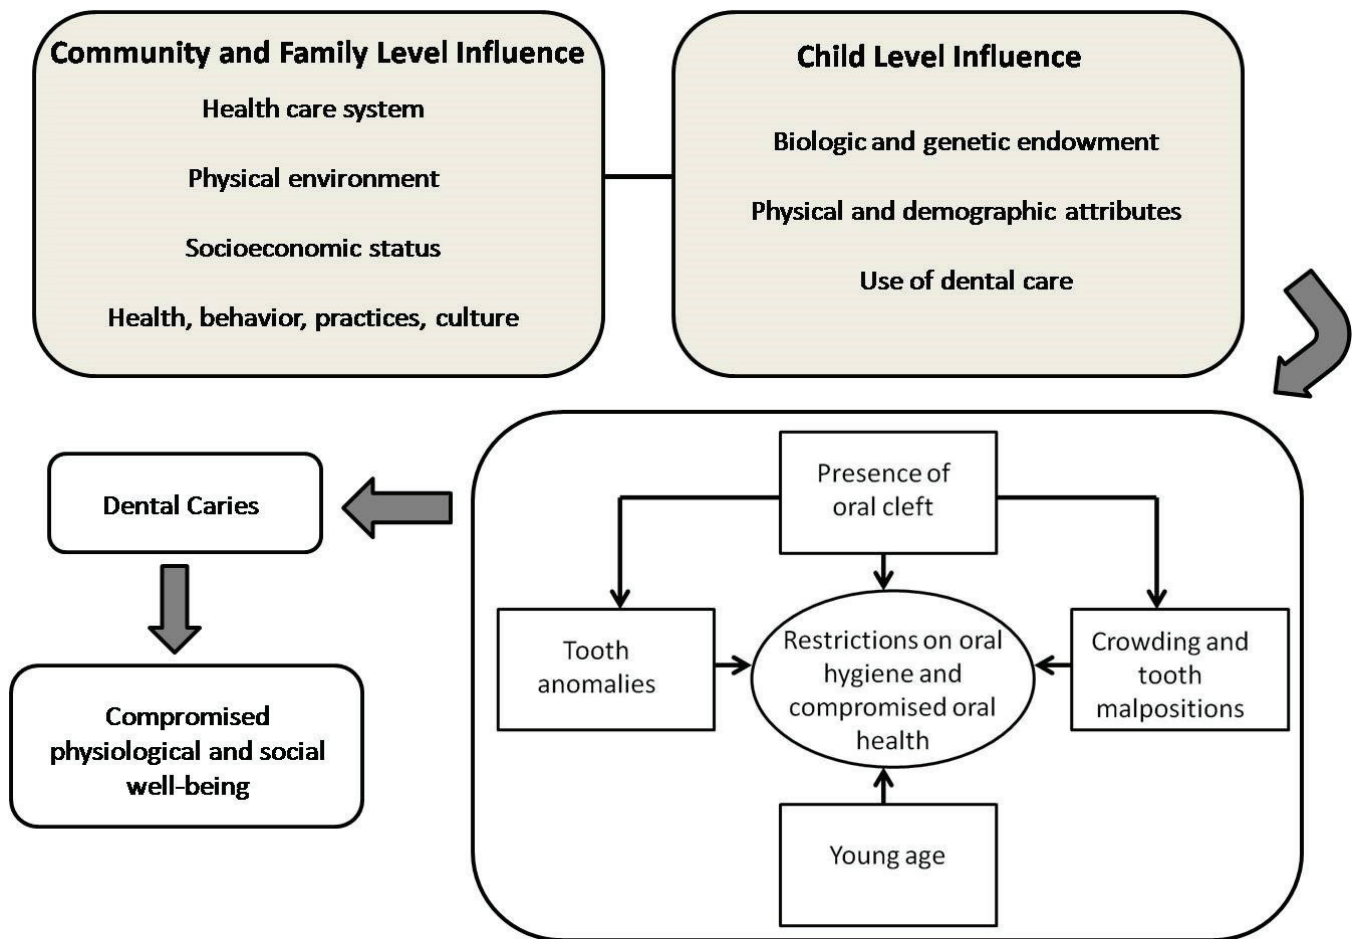 Community and Family Level Influence
Health care system
Physical environment
Socioeconomic status
Health, behavior, practices, culture
Child Level Influence
Biologic and genetic endowment
Physical and demographic attributes
Use of dental care
Presence of
oral cleft
Tooth
anomalies
Restrictions on oral
hygiene and
compromised oral
health
Crowding and
tooth
malpositions
Young age
Dental Caries
Compromised
physiological and social
well-being